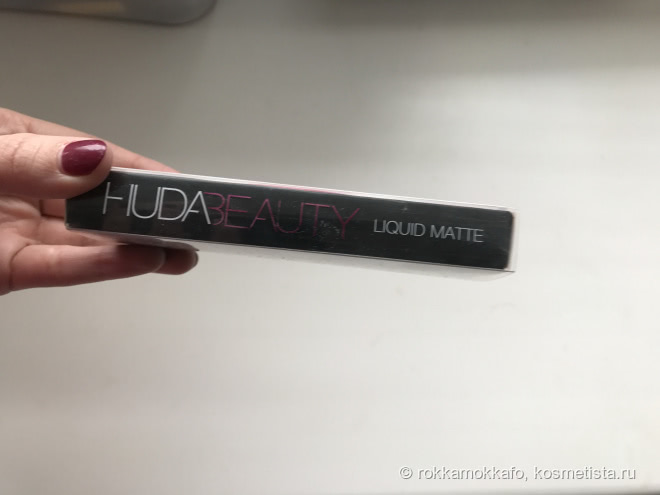 HUDABEAUTY LIQUID MATTE
© rokkamokkafo, kosmetista.ru